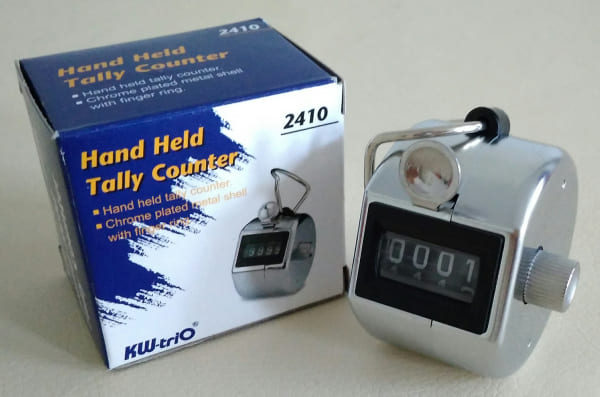 2410
Hand Held
Tally Counter
Hand held tally counter.
Chrome plated metal shell
with finger ring.
2410
Hand Held
Tally Counter
Hand held tally counter.
Chrome plated metal shell
with finger ring.
KW-triO®
0001